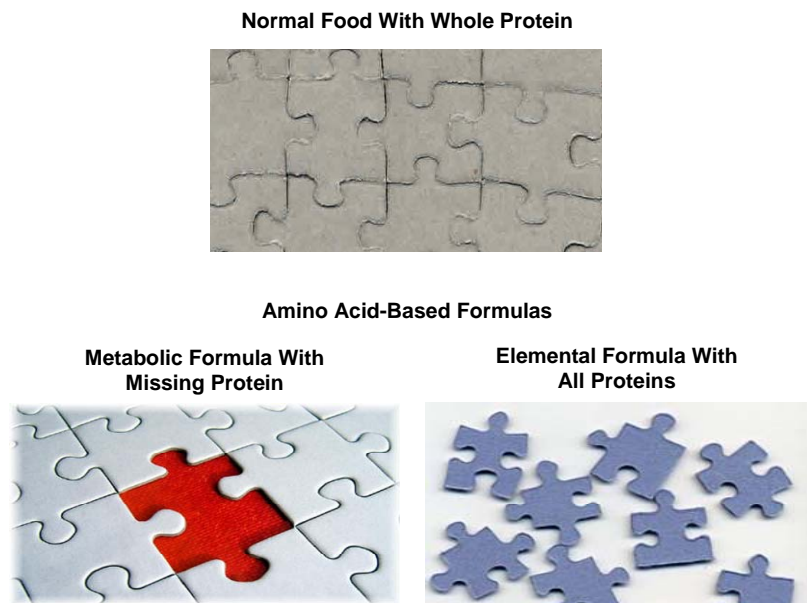 Normal Food With Whole Protein
Amino Acid-Based Formulas
Metabolic Formula With
Missing Protein
Elemental Formula With
All Proteins